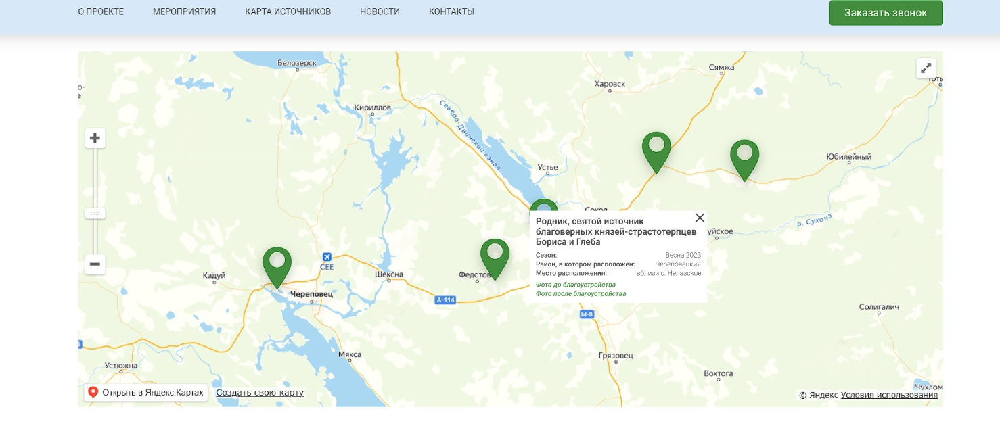 О ПРОЕКТЕ МЕРОПРИЯТИЯ КАРТА ИСТОЧНИКОВ НОВОСТИ КОНТАКТЫ Заказать звонок
Белозерск
Сямжа
Харовск
Кириллов
Северо-Двинский канал
Юбилейный
Устье
Сокол
р. Сухона
Родник, святой источник
благоверных князей-страстотерпцев
Бориса и Глеба
Сезон: Весна 2023
Район, в котором расположен: Череповецкий
Место расположения: вблизи с. Нелазское
Фото до благоустройства
Фото после благоустройства
уйское
CEE
Кадуй
Шексна
Федотов
Череповец
А-114
М-8
Солигалич
Мякса
Грязовец
Устюжна
Вохтога
Чухлом
Открыть в Яндекс.Картах Создать свою карту
© Яндекс Условия использования